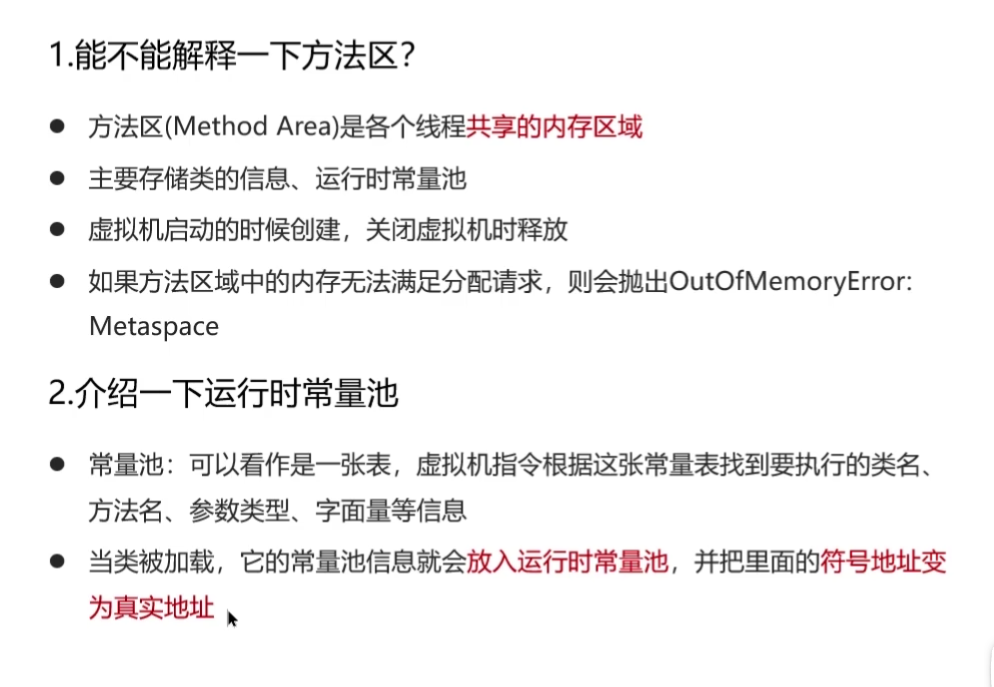 1.能不能解释一下方法区？
● 方法区(Method Area)是各个线程共享的内存区域
● 主要存储类的信息、运行时常量池
● 虚拟机启动的时候创建，关闭虚拟机时释放
● 如果方法区域中的内存无法满足分配请求，则会抛出OutOfMemoryError:
Metaspace
2.介绍一下运行时常量池
● 常量池：可以看作是一张表，虚拟机指令根据这张常量表找到要执行的类名、
方法名、参数类型、字面量等信息
● 当类被加载，它的常量池信息就会放入运行时常量池，并把里面的符号地址变
为真实地址